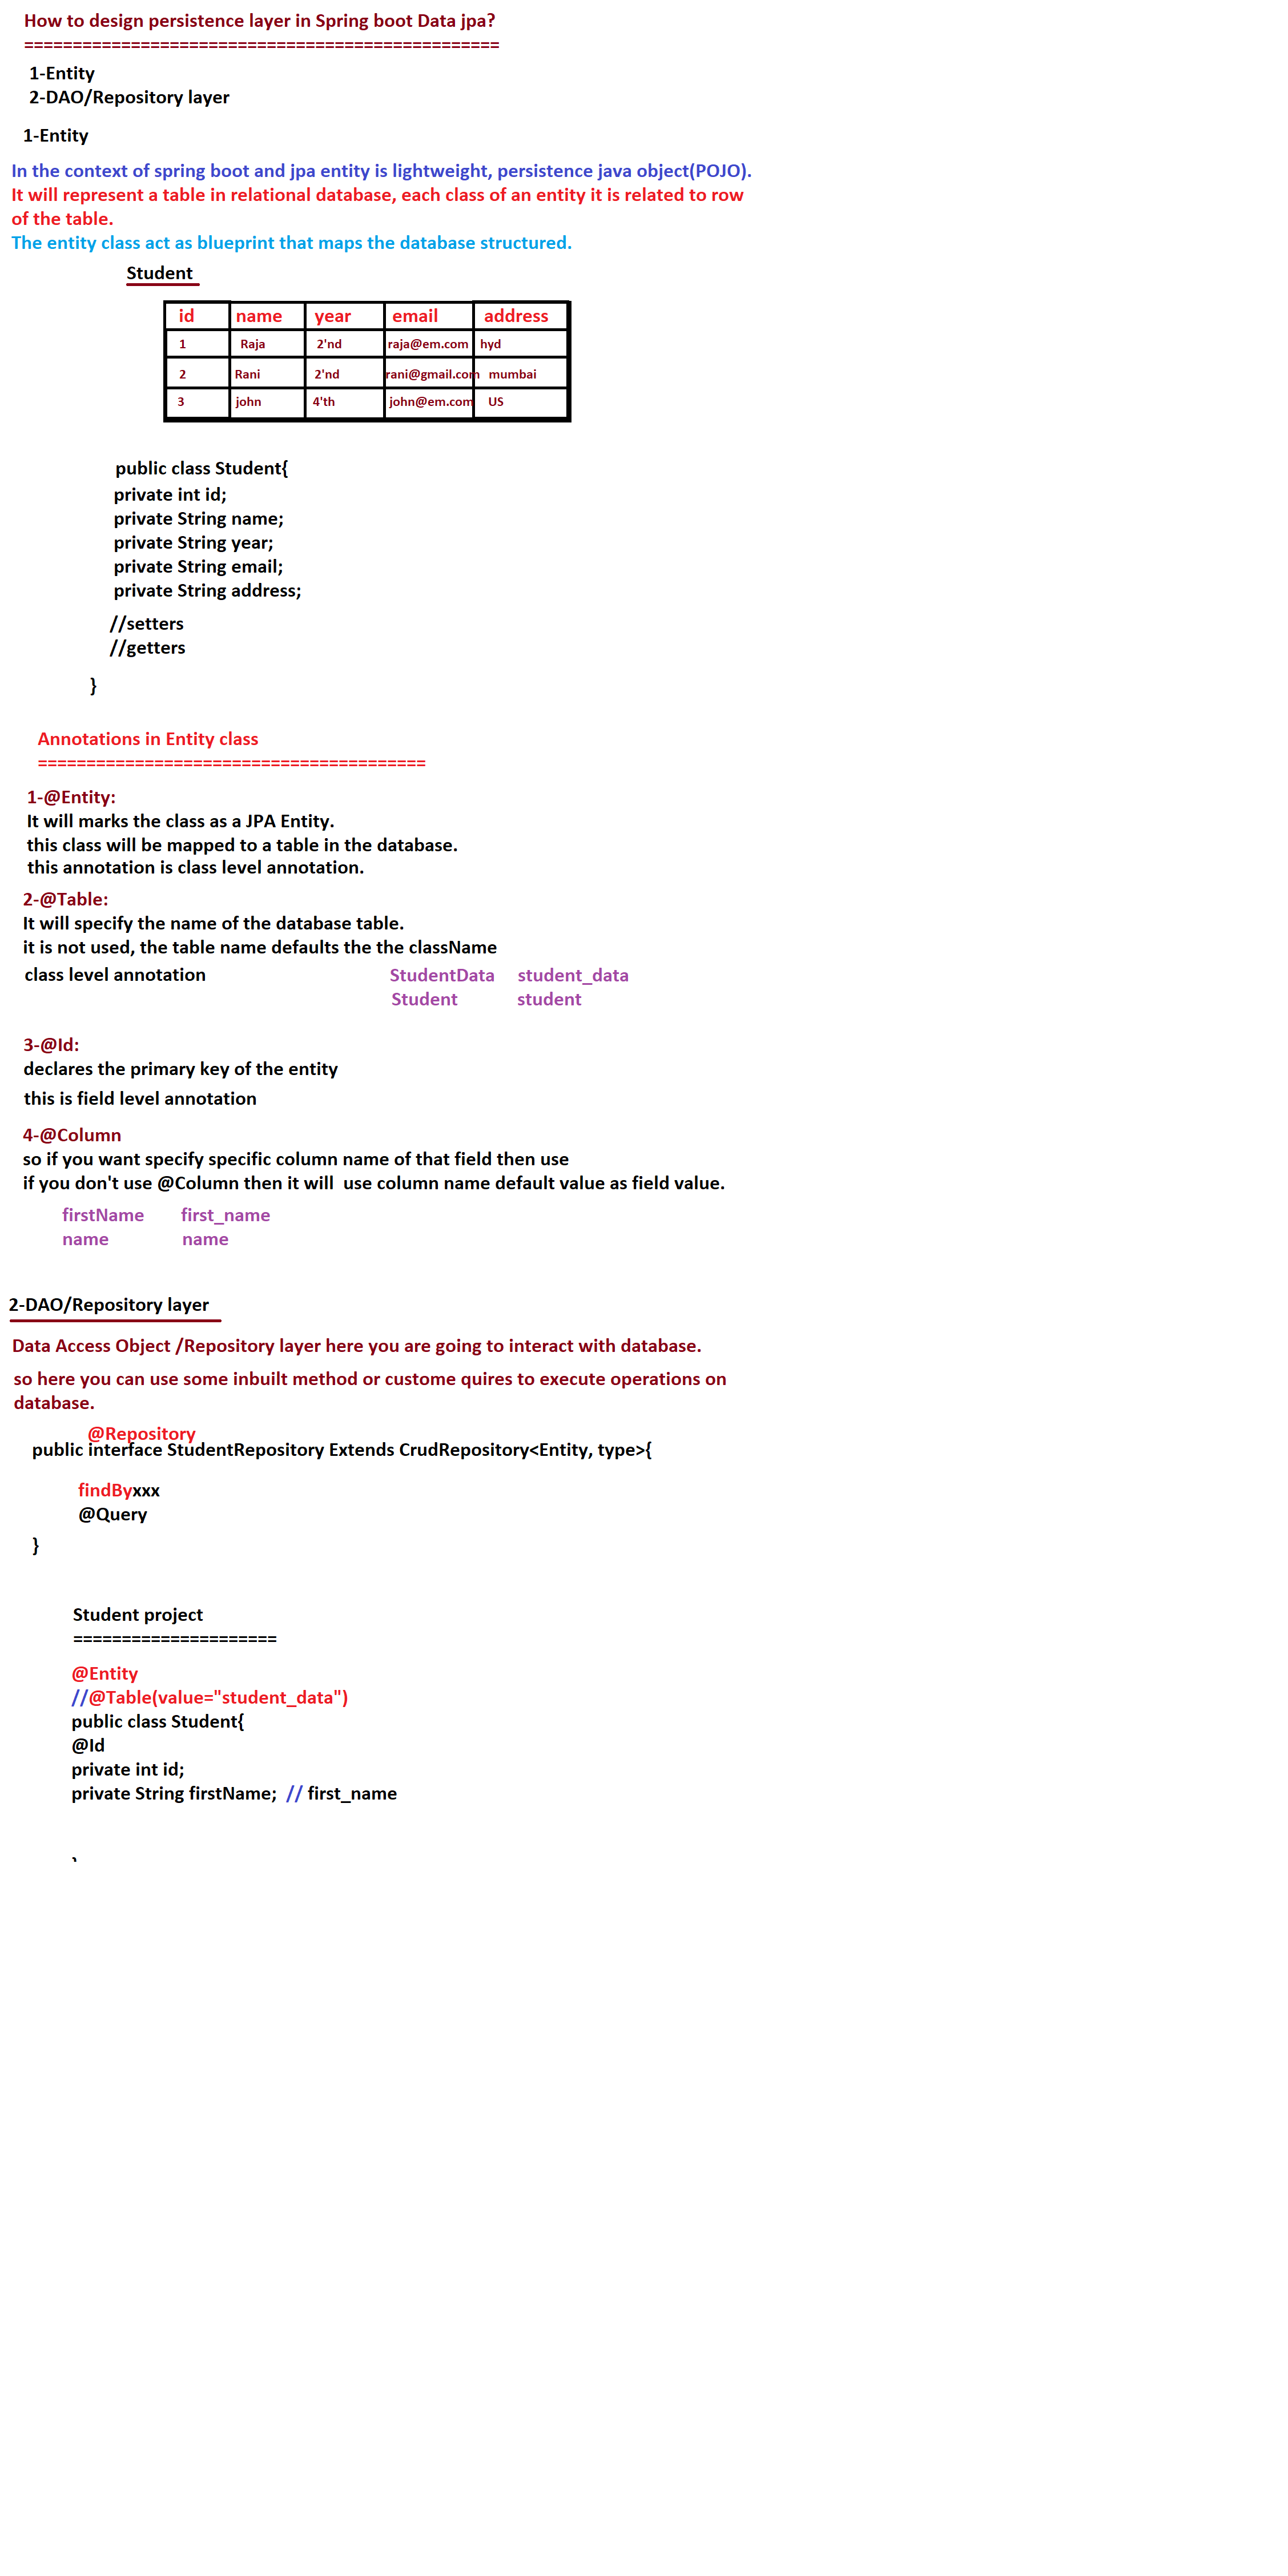 How to design persistence layer in Spring boot Data jpa?
=================================================
1-Entity
2-DAO/Repository layer
1-Entity
In the context of spring boot and jpa entity is lightweight, persistence java object(POJO).
It will represent a table in relational database, each class of an entity it is related to row
of the table.
The entity class act as blueprint that maps the database structured.
Student
id name year email address
1 Raja 2'nd raja@em.com hyd
2 Rani 2'nd rani@gmail.com mumbai
3 john 4'th john@em.com US
public class Student{
private int id;
private String name;
private String year;
private String email;
private String address;
//setters
//getters
}
Annotations in Entity class
========================================
1-@Entity:
It will marks the class as a JPA Entity.
this class will be mapped to a table in the database.
this annotation is class level annotation.
2-@Table:
It will specify the name of the database table.
it is not used, the table name defaults the the className
class level annotation StudentData student_data
Student student
3-@Id:
declares the primary key of the entity
this is field level annotation
4-@Column
so if you want specify specific column name of that field then use
if you don't use @Column then it will  use column name default value as field value.
firstName first_name
name name
2-DAO/Repository layer
Data Access Object /Repository layer here you are going to interact with database.
so here you can use some inbuilt method or custome quires to execute operations on
database.
@Repository
public interface StudentRepository Extends CrudRepository<Entity, type>{
findByxxx
@Query
}
Student project
=====================
@Entity
//@Table(value="student_data")
public class Student{
@Id
private int id;
private String firstName; // first_name